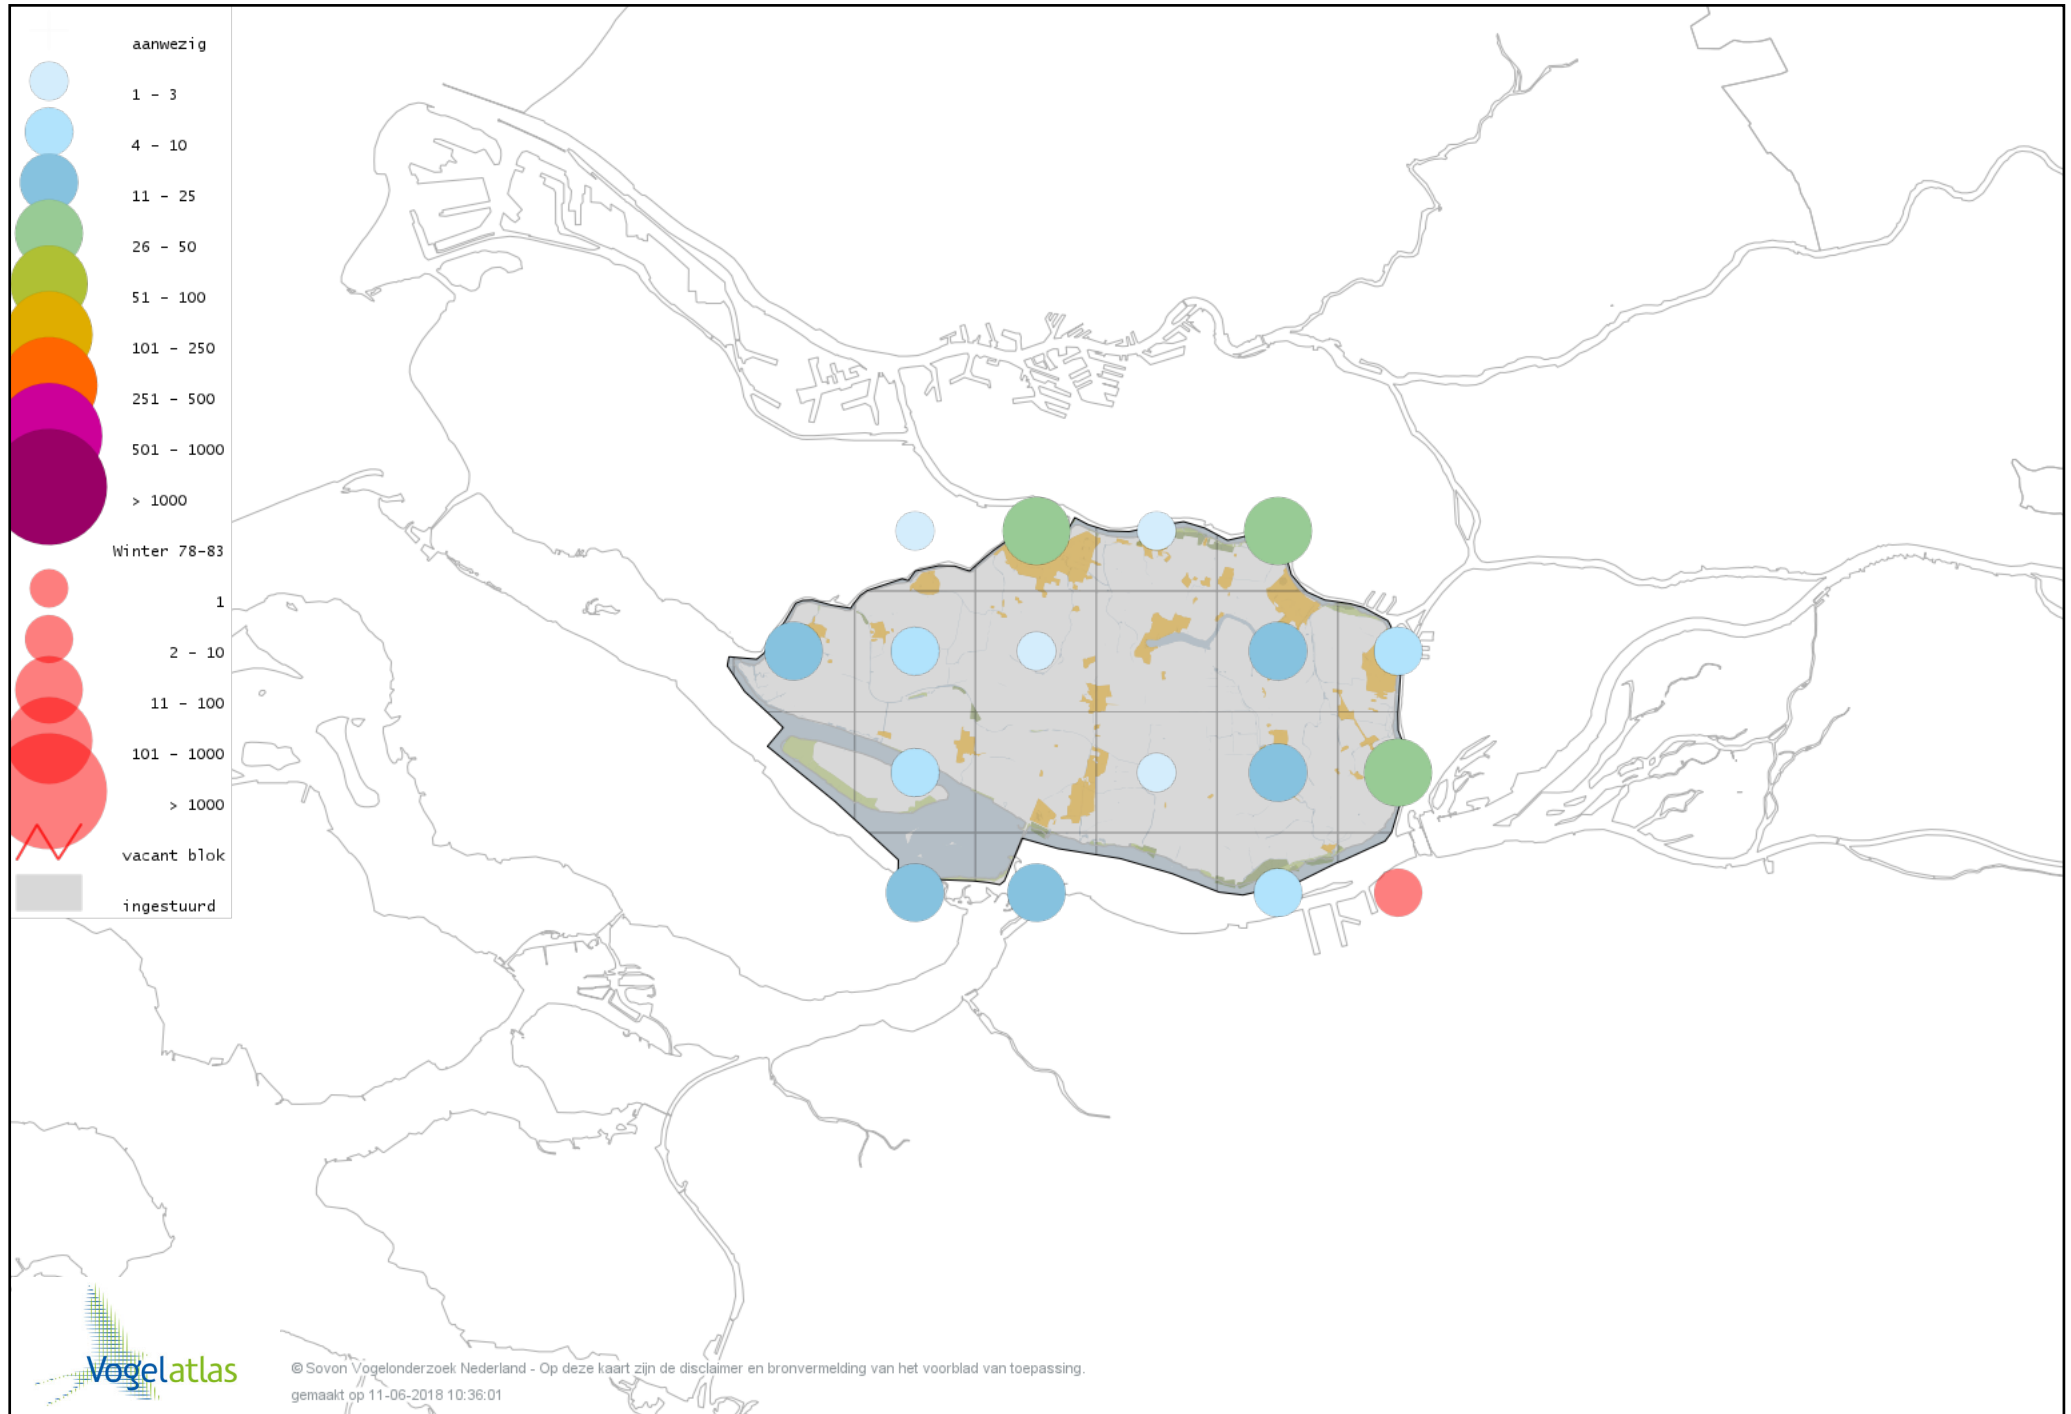 aanwezig
1 - 3
4 - 10
11 - 25
26 - 50
51 - 100
101 - 250
251 - 500
501 - 1000
> 1000
Winter 78-83
1
2 - 10
11 - 100
101 - 1000
> 1000
vacant blok
ingestuurd
Vogelatlas
© Sovon Vogelonderzoek Nederland - Op deze kaart zijn de disclaimer en bronvermelding van het voorblad van toepassing.
gemaakt op 11-06-2018 10:36:01